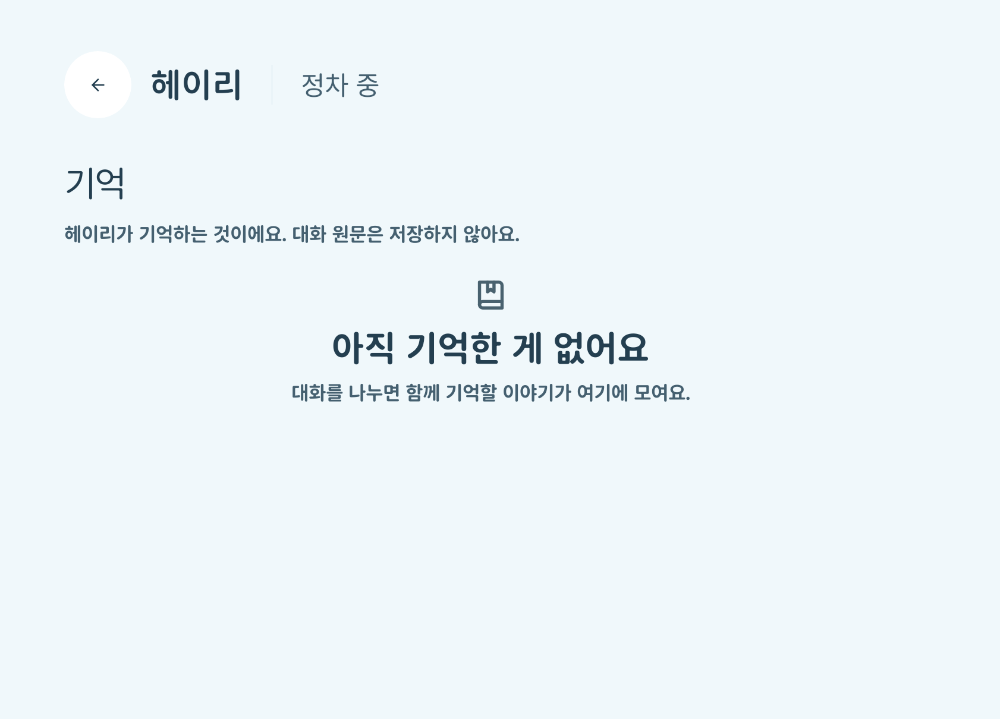 헤이리
정차 중
기억
헤이리가 기억하는 것이에요. 대화 원문은 저장하지 않아요.
아직 기억한 게 없어요
대화를 나누면 함께 기억할 이야기가 여기에 모여요.